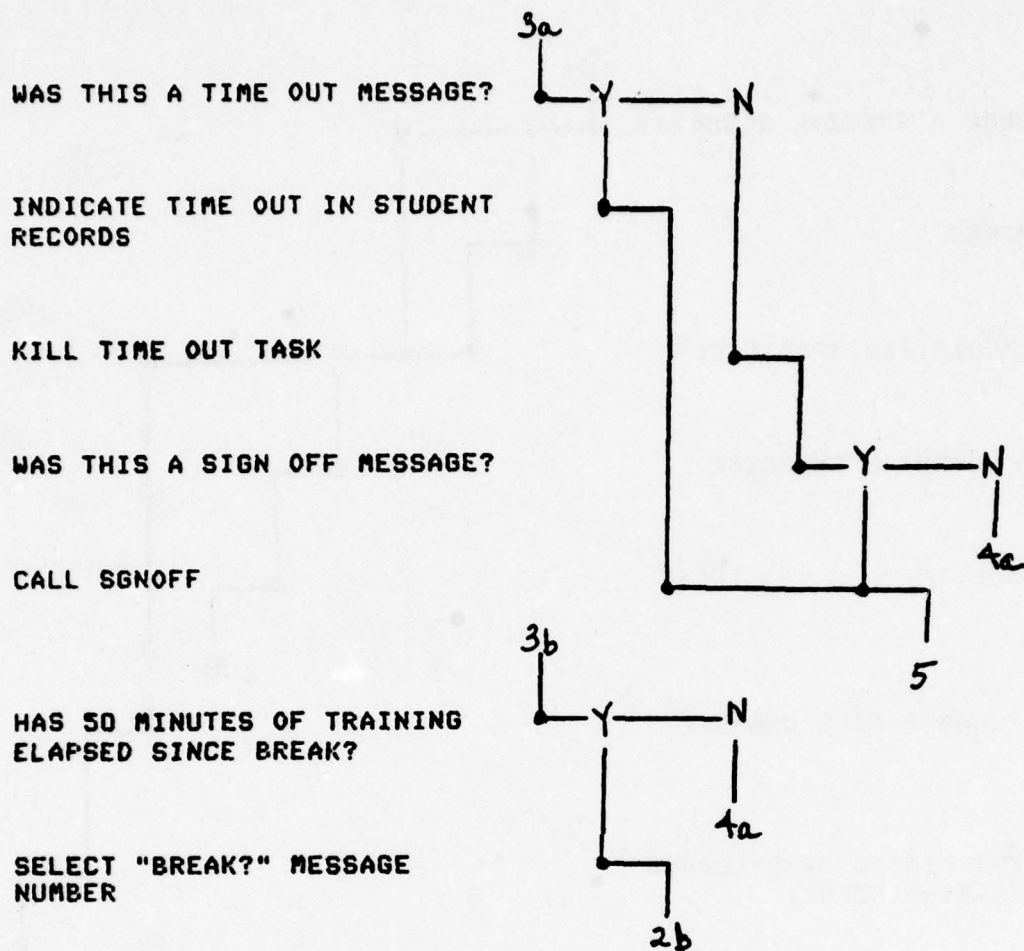 3a
WAS THIS A TIME OUT MESSAGE? Y N
INDICATE TIME OUT IN STUDENT
RECORDS
KILL TIME OUT TASK
WAS THIS A SIGN OFF MESSAGE? Y N
4a
CALL SGNOFF
5
3b
HAS 50 MINUTES OF TRAINING
ELAPSED SINCE BREAK? Y N
4a
SELECT "BREAK?" MESSAGE
NUMBER
2b